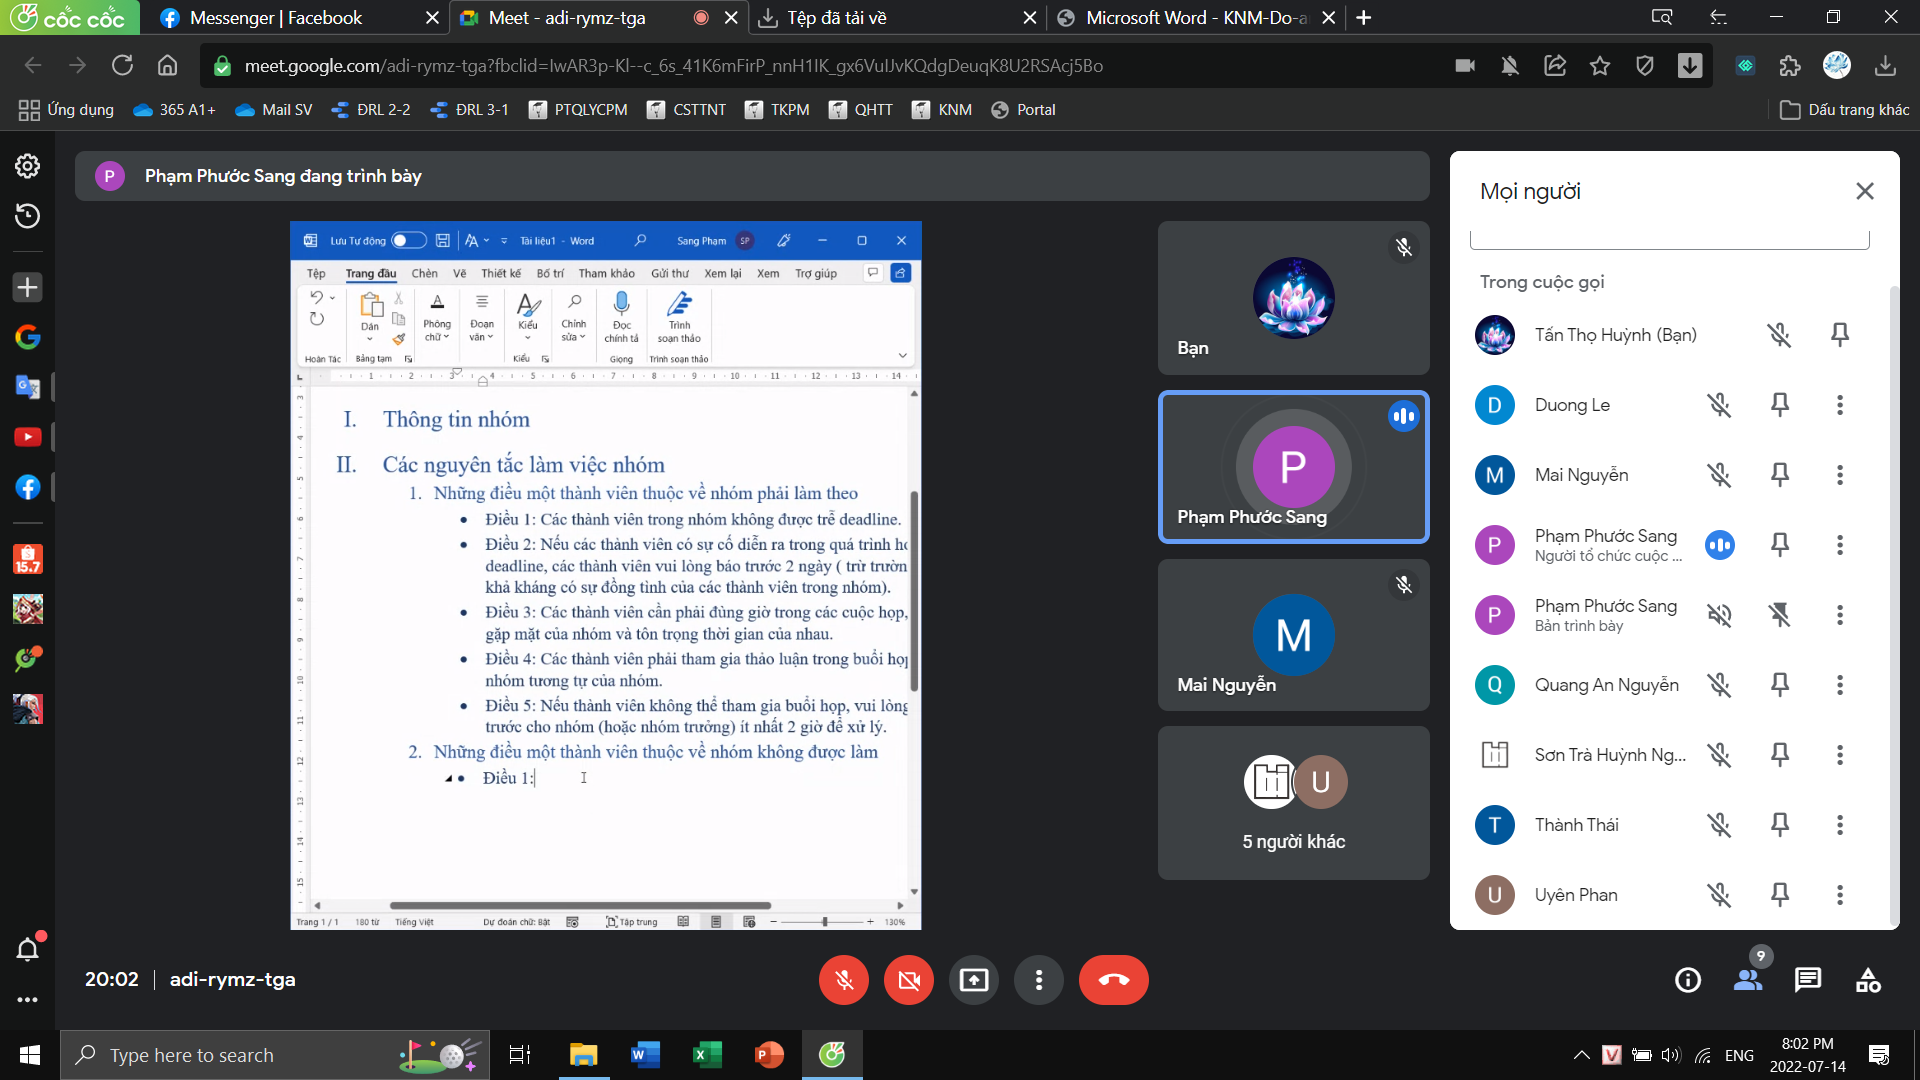 cốc cốc
Messenger | Facebook
Meet - adi-rymz-tga
Tệp đã tải về
Microsoft Word - KNM-Do-a
meet.google.com/adi-rymz-tga?fbclid=IwAR3p-Kl--c_6s_41K6mFirP_nnH1IK_gx6VuIJvKQdgDeuqK8U2RSAcj5Bo
Ứng dụng
365 A1+
Mail SV
ĐRL 2-2
ĐRL 3-1
PTQLYCPM
CSTTNT
TKPM
QHTT
KNM
Portal
Dấu trang khác
P
Phạm Phước Sang đang trình bày
Lưu Tự động
Tài liệu1 - Word
Sang Pham
SP
Tệp
Trang đầu
Chèn
Vẽ
Thiết kế
Bố trí
Tham khảo
Gửi thư
Xem lại
Xem
Trợ giúp
Dán
Phông chữ
Đoạn văn
Kiểu
Chỉnh sửa
Đọc chính tả
Trình soạn thảo
Hoàn Tác
Bảng tạm
Kiểu
Giọng
Trình soạn thảo
I. Thông tin nhóm
II. Các nguyên tắc làm việc nhóm
1. Những điều một thành viên thuộc về nhóm phải làm theo
Điều 1: Các thành viên trong nhóm không được trễ deadline.
Điều 2: Nếu các thành viên có sự cố diễn ra trong quá trình
deadline, các thành viên vui lòng báo trước 2 ngày ( trừ trườn
khả kháng có sự đồng tình của các thành viên trong nhóm).
Điều 3: Các thành viên cần phải đúng giờ trong các cuộc họp,
gặp mặt của nhóm và tôn trọng thời gian của nhau.
Điều 4: Các thành viên phải tham gia thảo luận trong buổi họp
nhóm tương tự của nhóm.
Điều 5: Nếu thành viên không thể tham gia buổi họp, vui lòng
trước cho nhóm (hoặc nhóm trưởng) ít nhất 2 giờ để xử lý.
2. Những điều một thành viên thuộc về nhóm không được làm
Điều 1:
Trang 1 / 1
180 từ
Tiếng Việt
Dự đoán chữ: Bật
Tập trung
130%
Bạn
P
Phạm Phước Sang
M
Mai Nguyễn
U
5 người khác
Mọi người
Trong cuộc gọi
Tấn Thọ Huỳnh (Bạn)
D
Duong Le
M
Mai Nguyễn
P
Phạm Phước Sang
Người tổ chức cuộc ...
P
Phạm Phước Sang
Bản trình bày
Q
Quang An Nguyễn
Sơn Trà Huỳnh Ng...
T
Thành Thái
U
Uyên Phan
15.7
20:02
adi-rymz-tga
9
Type here to search
ENG
8:02 PM
2022-07-14